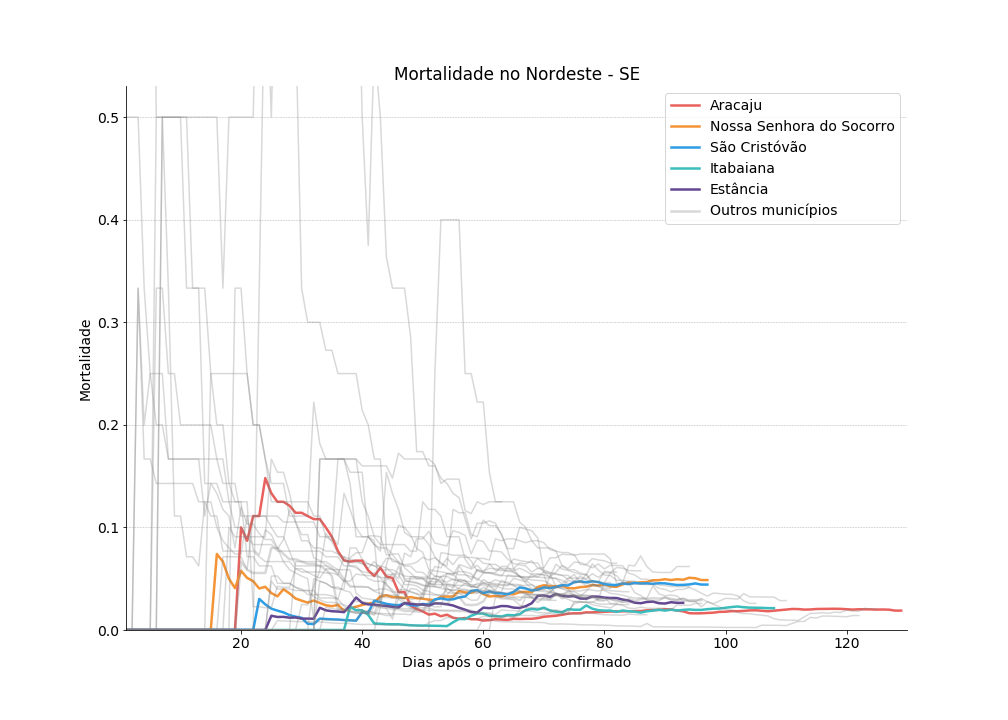 Mortalidade no Nordeste - SE
Aracaju
Nossa Senhora do Socorro
São Cristóvão
Itabaiana
Estância
Outros municípios
Mortalidade
0.5
0.4
0.3
0.2
0.1
0.0
20 40 60 80 100 120
Dias após o primeiro confirmado